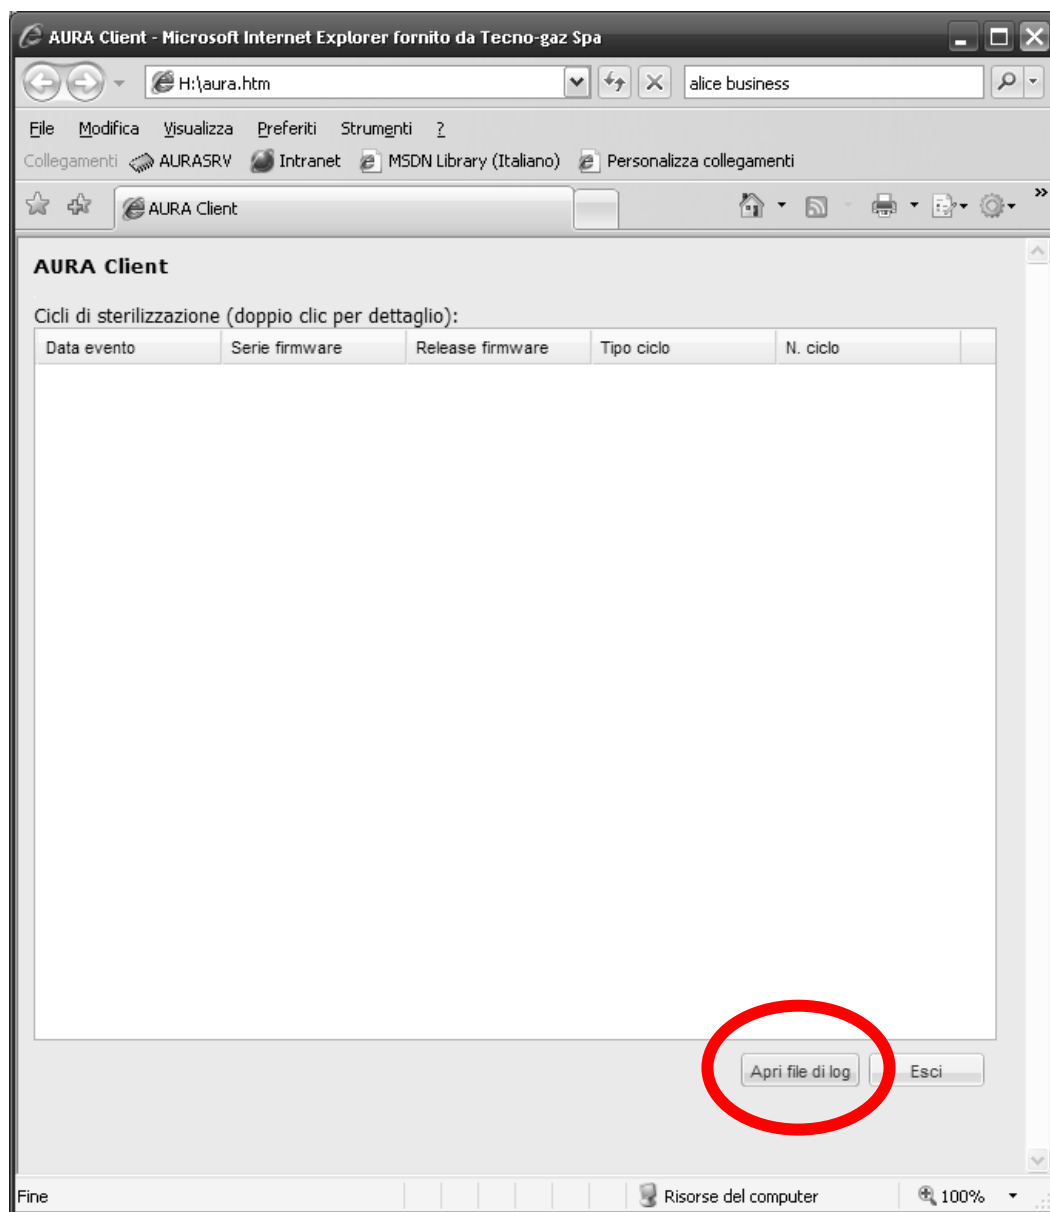 AURA Client - Microsoft Internet Explorer fornito da Tecno-gaz Spa
H:\aura.htm
alice business
File Modifica Visualizza Preferiti Strumenti ?
Collegamenti AURASRV Intranet MSDN Library (Italiano) Personalizza collegamenti
AURA Client
AURA Client
Cicli di sterilizzazione (doppio clic per dettaglio):
Data evento Serie firmware Release firmware Tipo ciclo N. ciclo
Apri file di log Esci
Fine Risorse del computer 100%